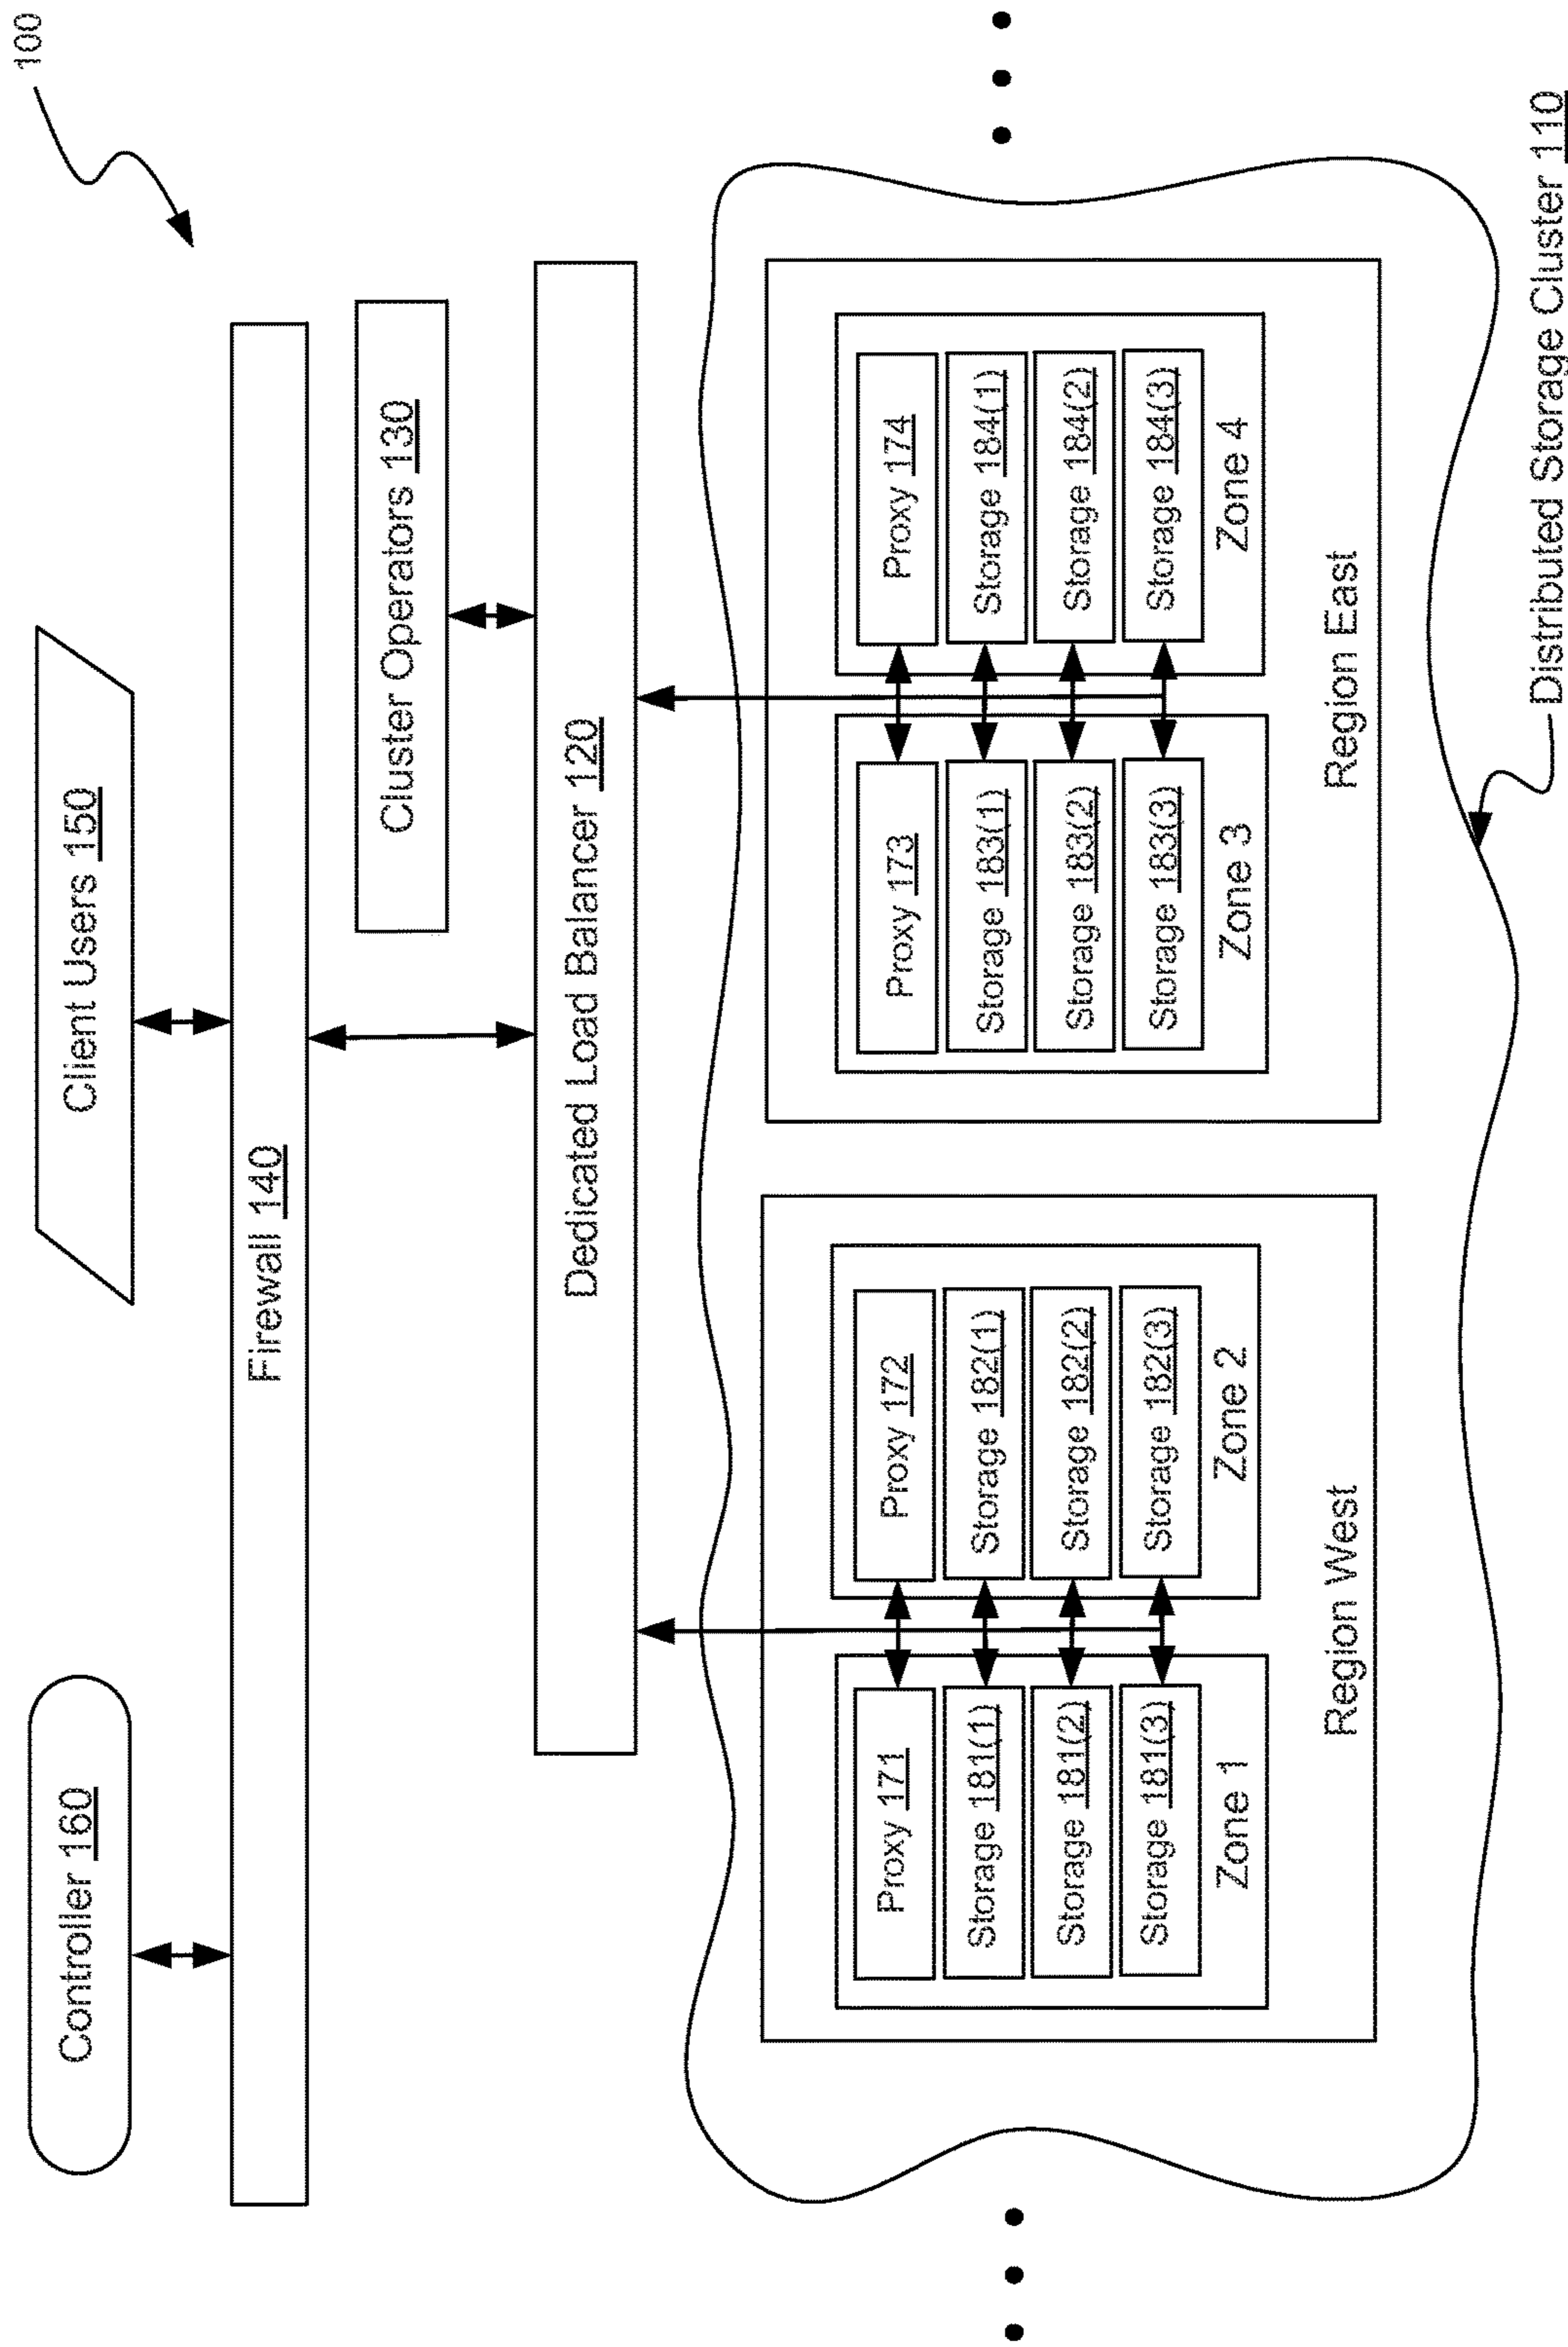 100
Controller 160
Client Users 150
Firewall 140
Cluster Operators 130
Dedicated Load Balancer 120
Proxy 171
Storage 181(1)
Storage 181(2)
Storage 181(3)
Zone 1
Proxy 172
Storage 182(1)
Storage 182(2)
Storage 182(3)
Zone 2
Region West
Proxy 173
Storage 183(1)
Storage 183(2)
Storage 183(3)
Zone 3
Proxy 174
Storage 184(1)
Storage 184(2)
Storage 184(3)
Zone 4
Region East
Distributed Storage Cluster 110